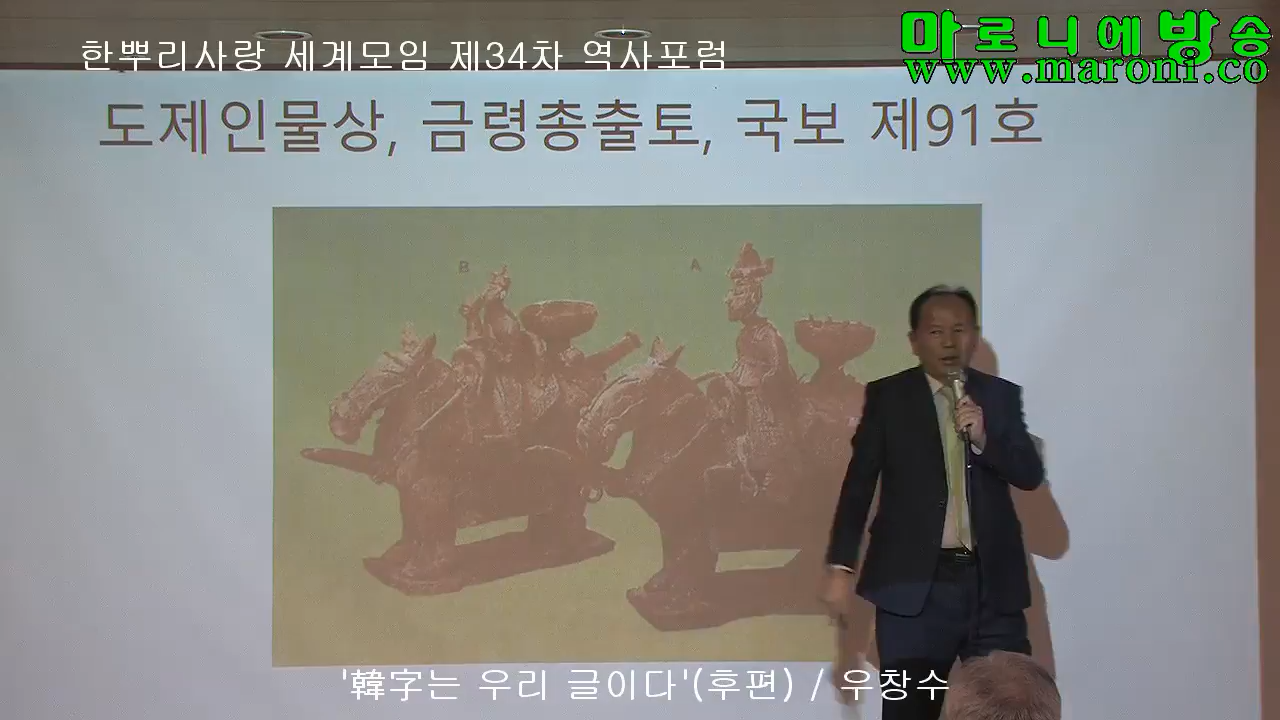 한뿌리사랑 세계모임 제34차 역사포럼
마로니에방송
www.maroni.co
도제인물상, 금령총출토, 국보 제91호
B
A
'韓字는 우리 글이다'(후편) / 우창수